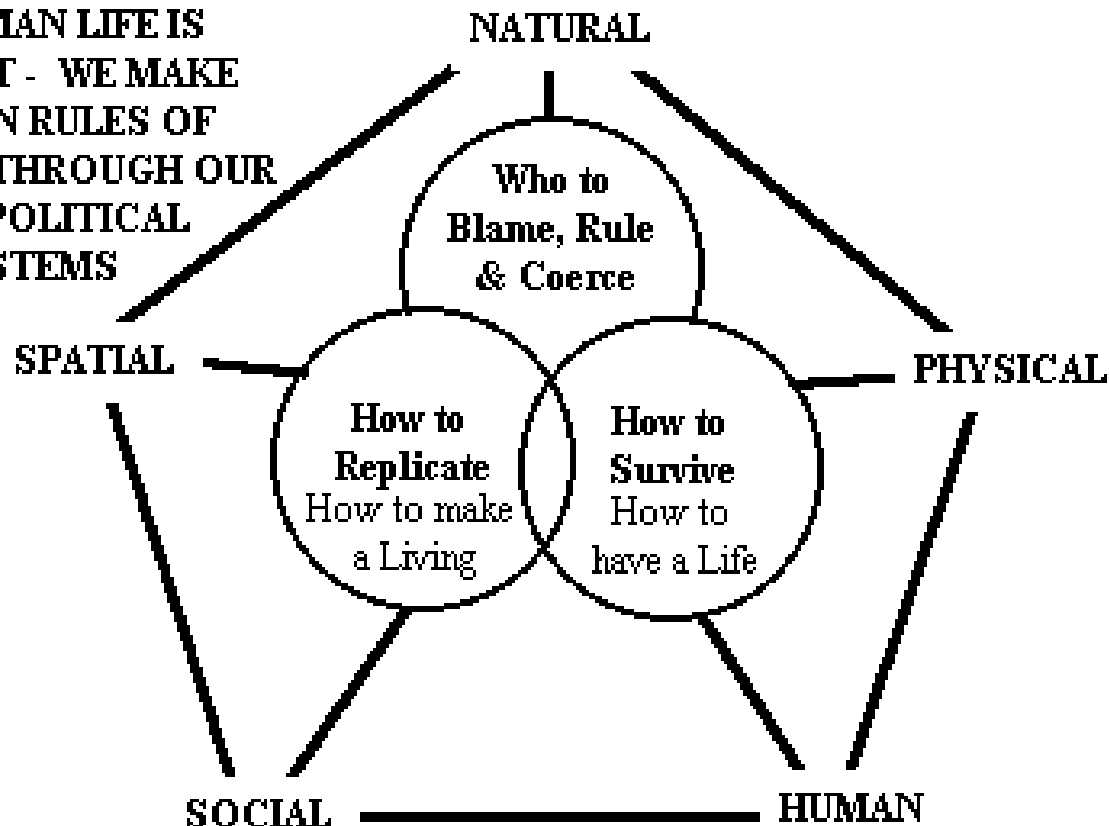 MAN LIFE IS
T - WE MAKE
N RULES OF
THROUGH OUR
POLITICAL
STEMS
NATURAL
Who to
Blame, Rule
& Coerce
SPATIAL
PHYSICAL
How to
Replicate
How to make
a Living
How to
Survive
How to
have a Life
SOCIAL
HUMAN